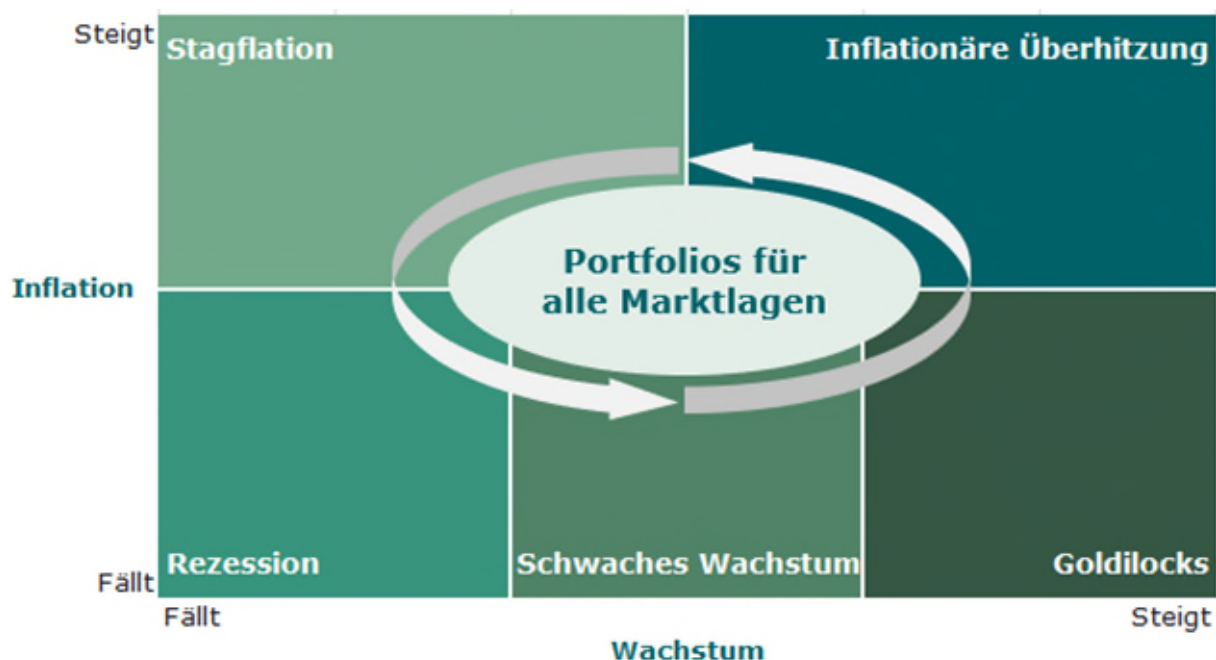 Steigt
Stagflation
Inflationäre Überhitzung
Portfolios für
alle Marktlagen
Inflation
Rezession
Schwaches Wachstum
Goldilocks
Fällt
Fällt
Steigt
Wachstum